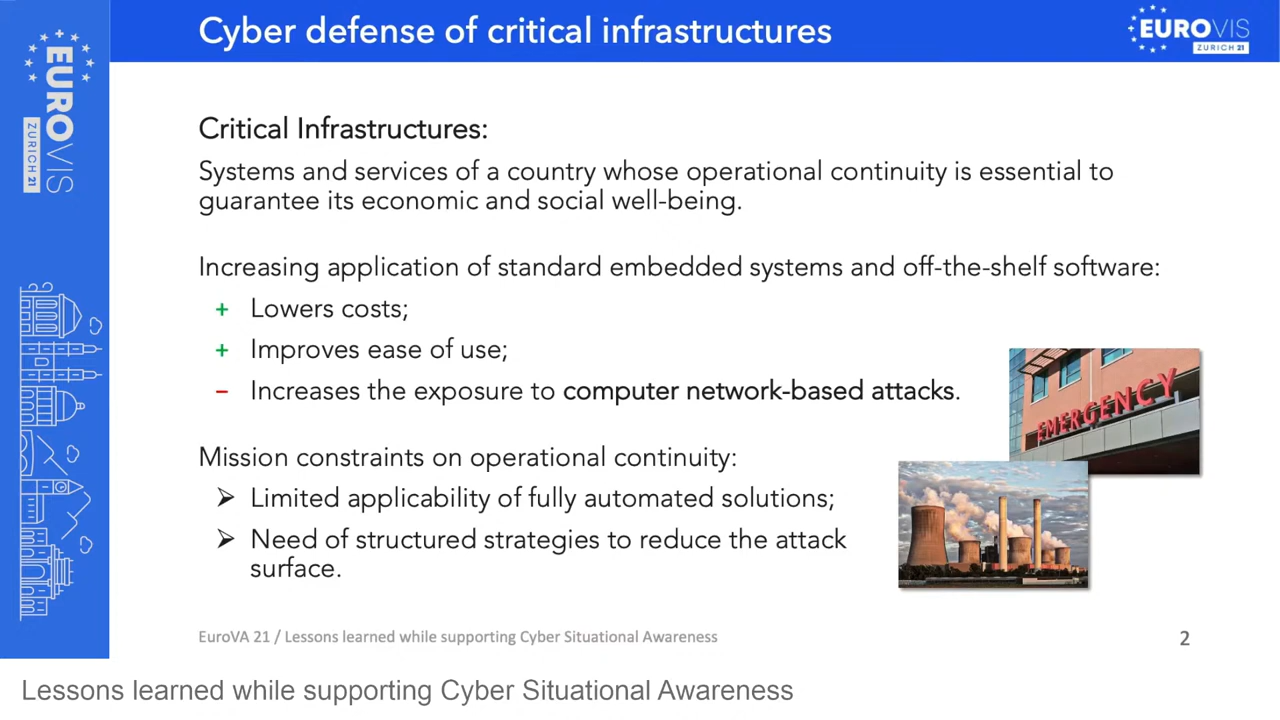 Cyber defense of critical infrastructures
EUROVIS
ZURICH 21
EUROVIS
ZURICH 21
Critical Infrastructures:
Systems and services of a country whose operational continuity is essential to
guarantee its economic and social well-being.
Increasing application of standard embedded systems and off-the-shelf software:
+ Lowers costs;
+ Improves ease of use;
– Increases the exposure to computer network-based attacks.
EMERGENCY
Mission constraints on operational continuity:
➢ Limited applicability of fully automated solutions;
➢ Need of structured strategies to reduce the attack
surface.
EuroVA 21 / Lessons learned while supporting Cyber Situational Awareness
2
Lessons learned while supporting Cyber Situational Awareness